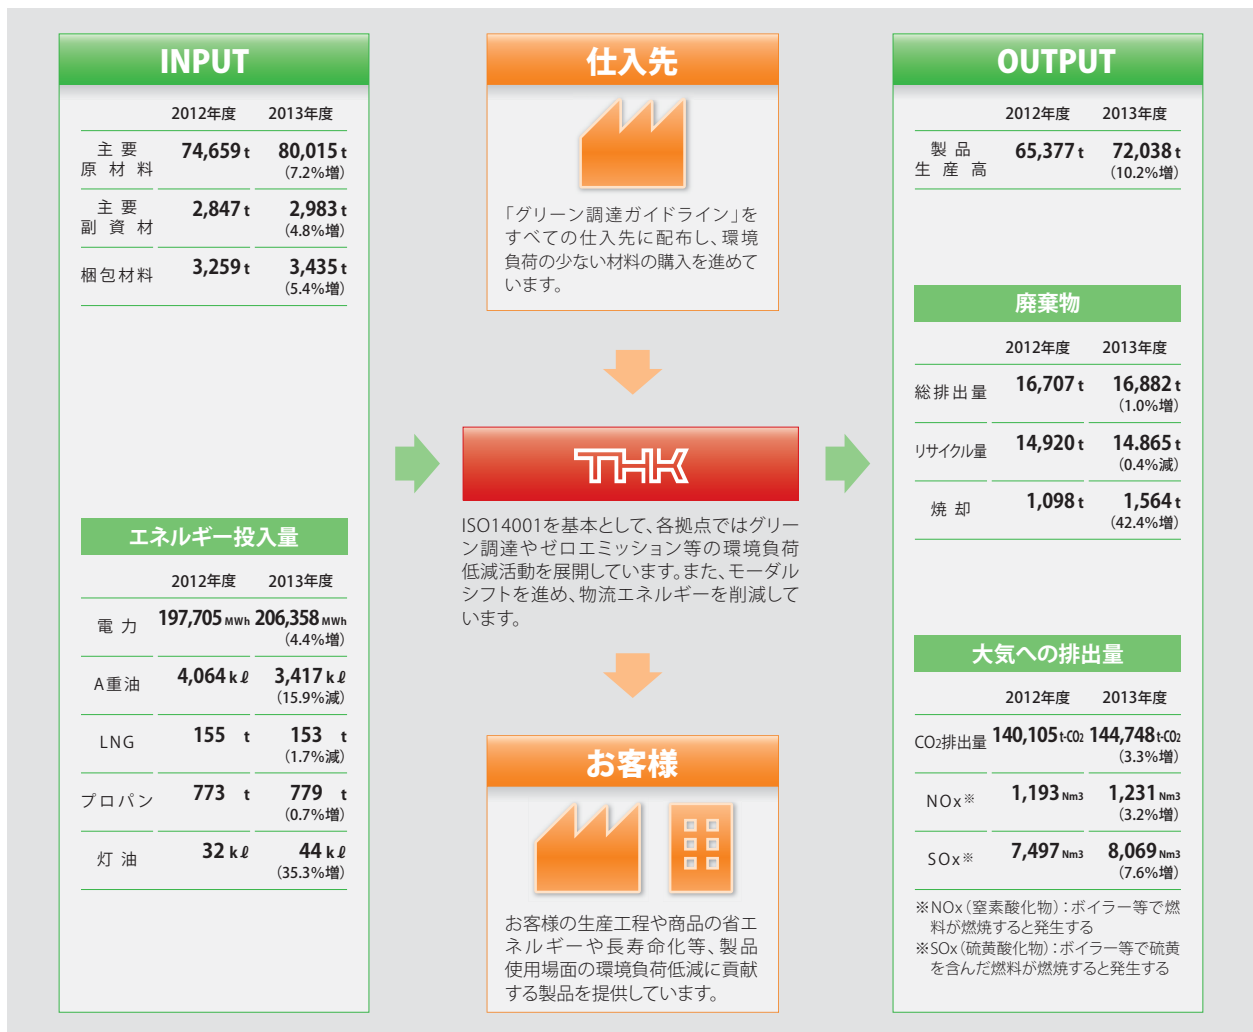 INPUT
2012年度 2013年度
主要原材料 74,659 t 80,015 t
(7.2%増)
主要副資材 2,847 t 2,983 t
(4.8%増)
梱包材料 3,259 t 3,435 t
(5.4%増)
エネルギー投入量
2012年度 2013年度
電力 197,705 MWh 206,358 MWh
(4.4%増)
A重油 4,064 kℓ 3,417 kℓ
(15.9%減)
LNG 155 t 153 t
(1.7%減)
プロパン 773 t 779 t
(0.7%増)
灯油 32 kℓ 44 kℓ
(35.3%増)
仕入先
「グリーン調達ガイドライン」を
すべての仕入先に配布し、環境
負荷の少ない材料の購入を進めて
います。
THK
ISO14001を基本として、各拠点ではグリー
ン調達やゼロエミッション等の環境負荷
低減活動を展開しています。また、モーダル
シフトを進め、物流エネルギーを削減して
います。
お客様
お客様の生産工程や商品の省エ
ネルギーや長寿命化等、製品
使用場面の環境負荷低減に貢献
する製品を提供しています。
OUTPUT
2012年度 2013年度
製品生産高 65,377 t 72,038 t
(10.2%増)
廃棄物
2012年度 2013年度
総排出量 16,707 t 16,882 t
(1.0%増)
リサイクル量 14,920 t 14.865 t
(0.4%減)
焼却 1,098 t 1,564 t
(42.4%増)
大気への排出量
2012年度 2013年度
CO2排出量 140,105 t-CO2 144,748 t-CO2
(3.3%増)
NOx※ 1,193 Nm3 1,231 Nm3
(3.2%増)
SOx※ 7,497 Nm3 8,069 Nm3
(7.6%増)
※NOx（窒素酸化物）：ボイラー等で燃
料が燃焼すると発生する
※SOx（硫黄酸化物）：ボイラー等で硫黄
を含んだ燃料が燃焼すると発生する